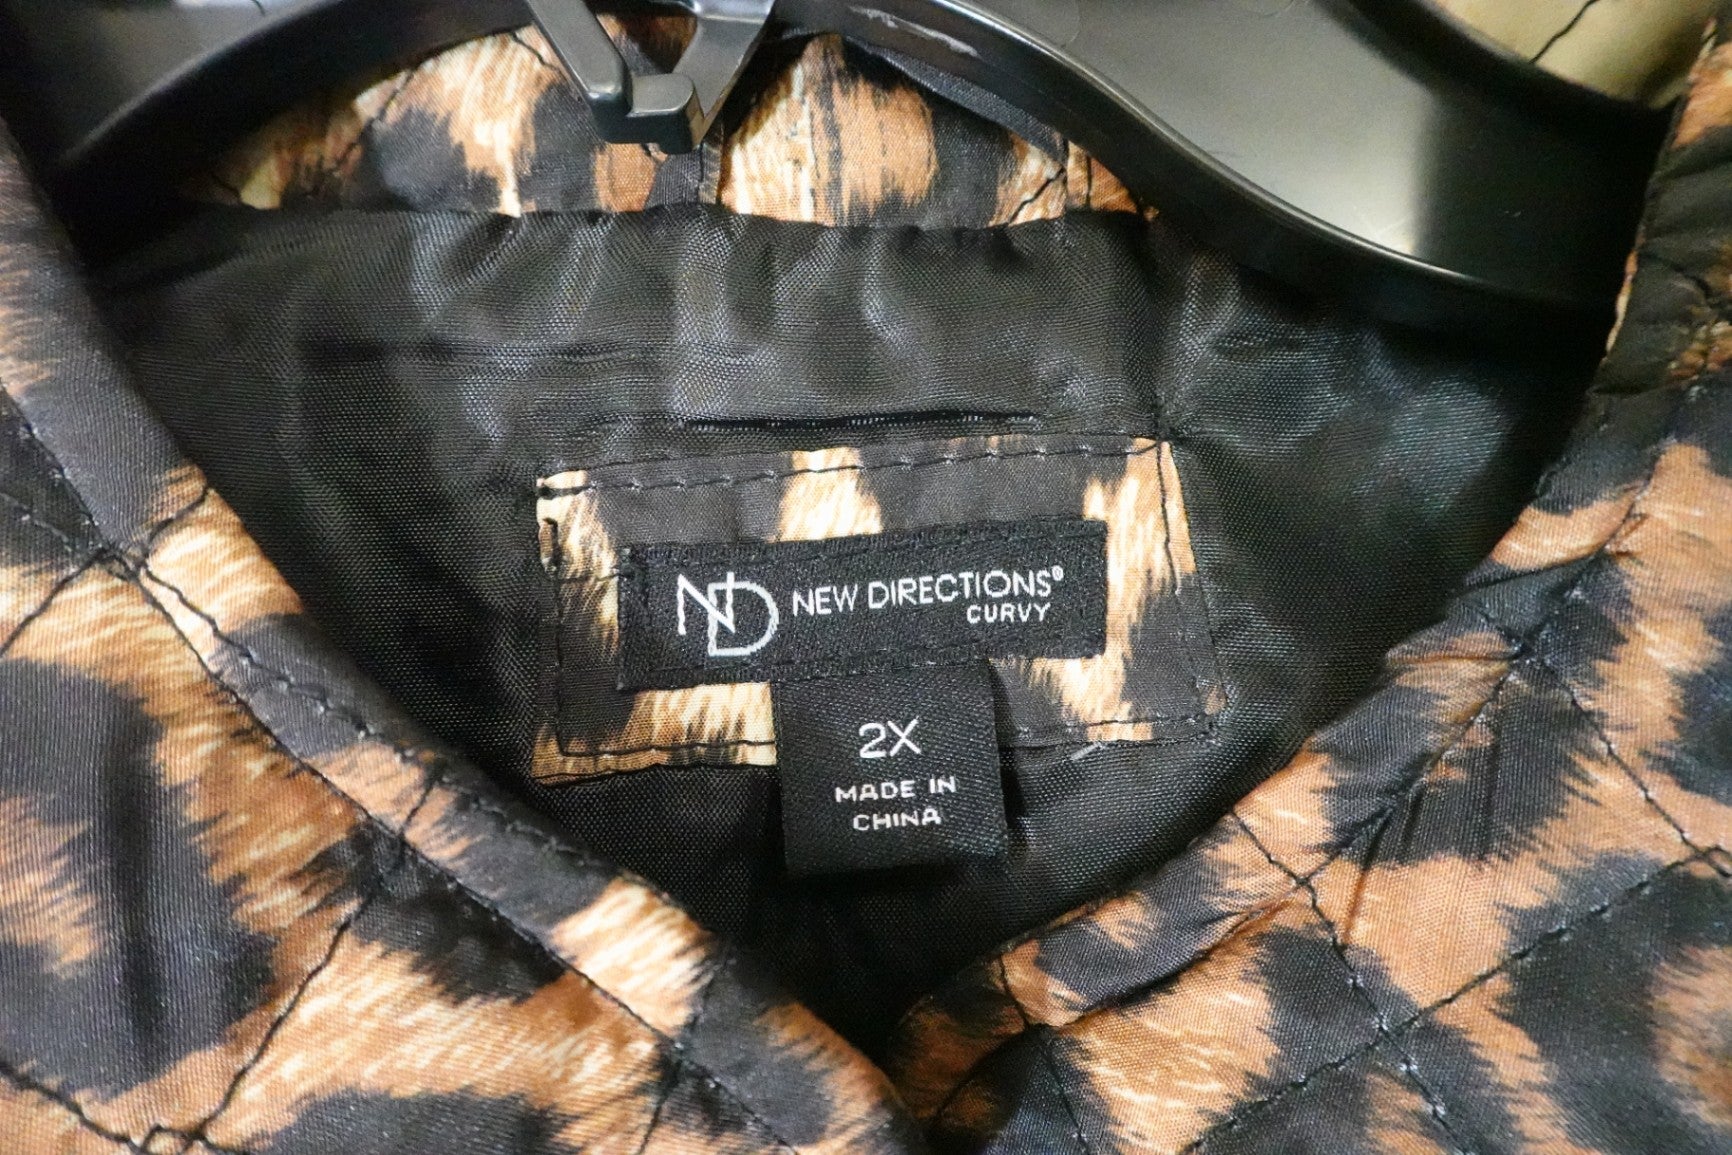 ND NEW DIRECTIONS®
CURVY
2X
MADE IN
CHINA